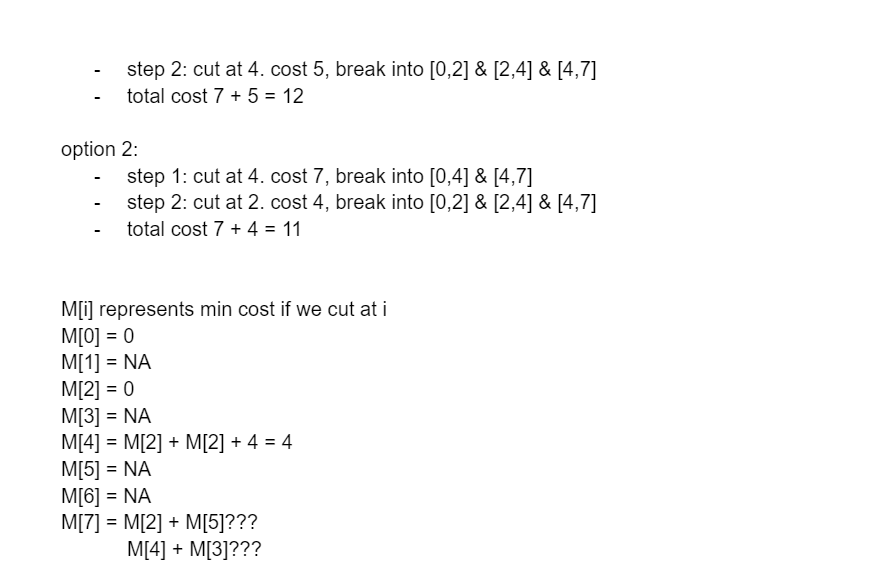 - step 2: cut at 4. cost 5, break into [0,2] & [2,4] & [4,7]
- total cost 7 + 5 = 12
option 2:
- step 1: cut at 4. cost 7, break into [0,4] & [4,7]
- step 2: cut at 2. cost 4, break into [0,2] & [2,4] & [4,7]
- total cost 7 + 4 = 11
M[i] represents min cost if we cut at i
M[0] = 0
M[1] = NA
M[2] = 0
M[3] = NA
M[4] = M[2] + M[2] + 4 = 4
M[5] = NA
M[6] = NA
M[7] = M[2] + M[5]???
M[4] + M[3]???